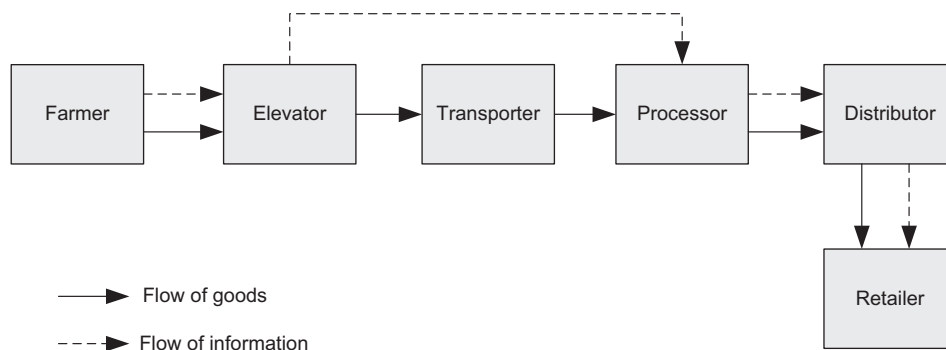 Farmer
Elevator
Transporter
Processor
Distributor
Retailer
Flow of goods
Flow of information